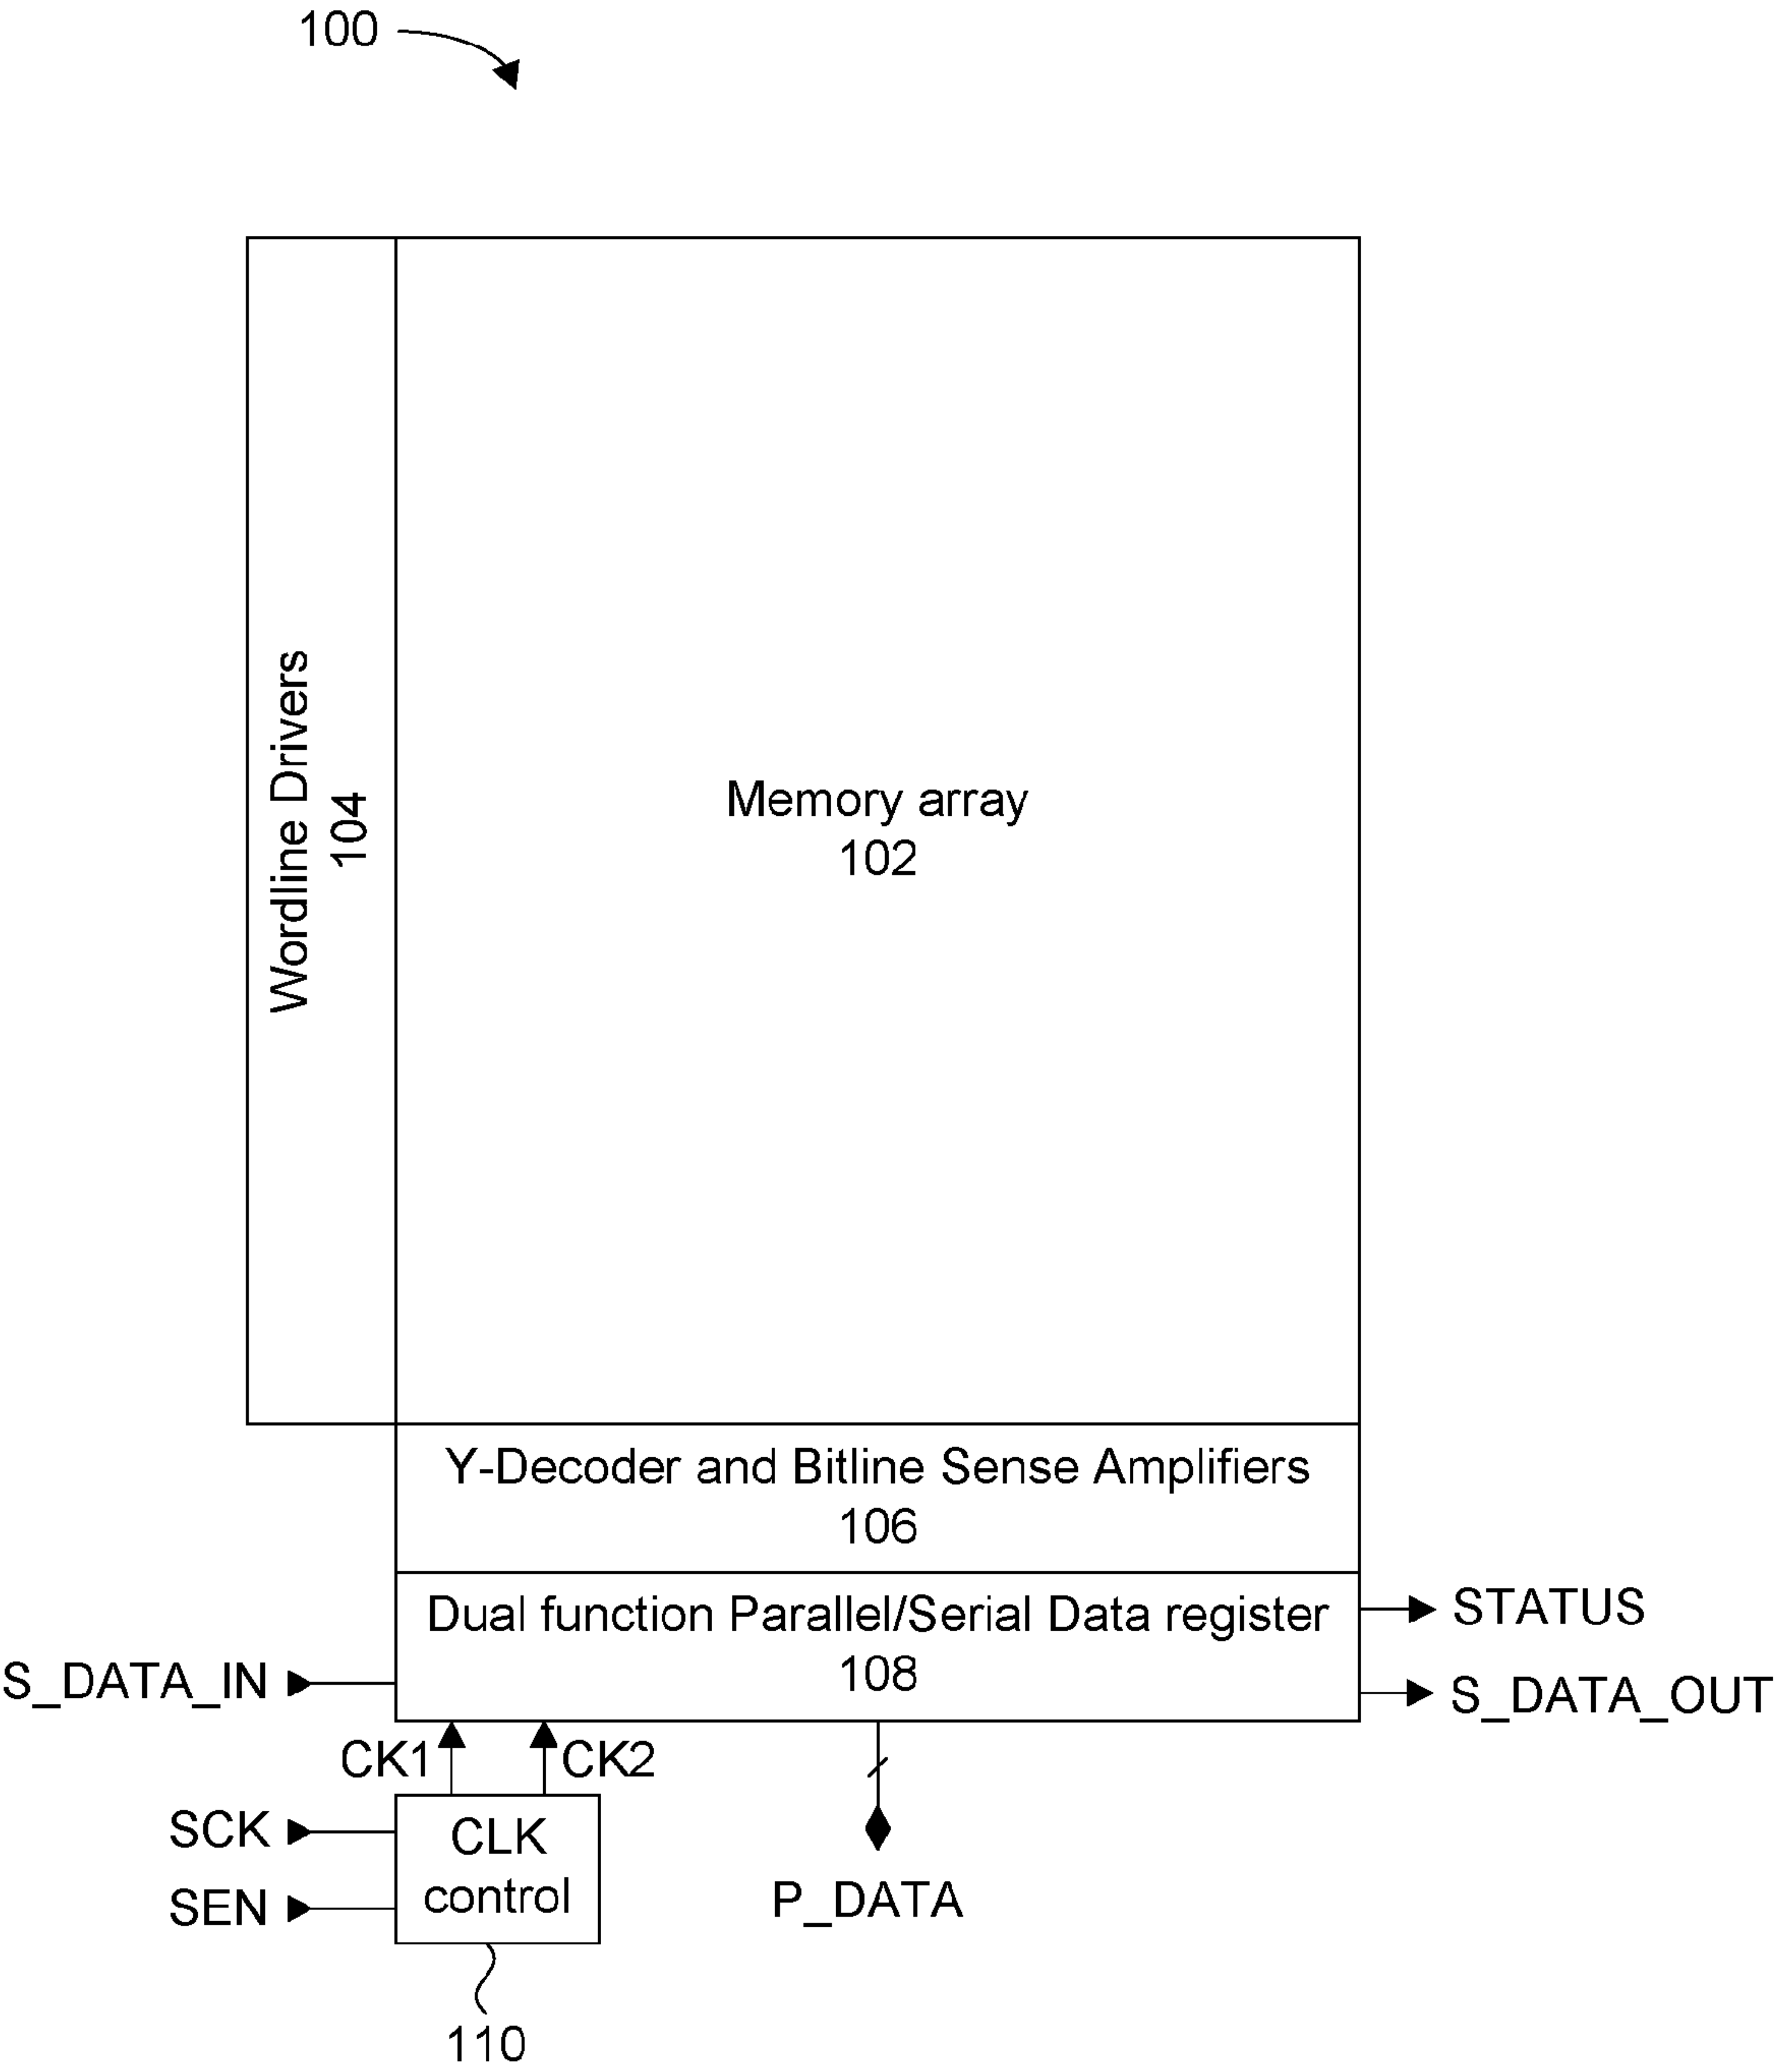 100
Wordline Drivers
104
Memory array
102
Y-Decoder and Bitline Sense Amplifiers
106
Dual function Parallel/Serial Data register
108
STATUS
S_DATA_IN
S_DATA_OUT
CK1
CK2
SCK
CLK
control
SEN
P_DATA
110